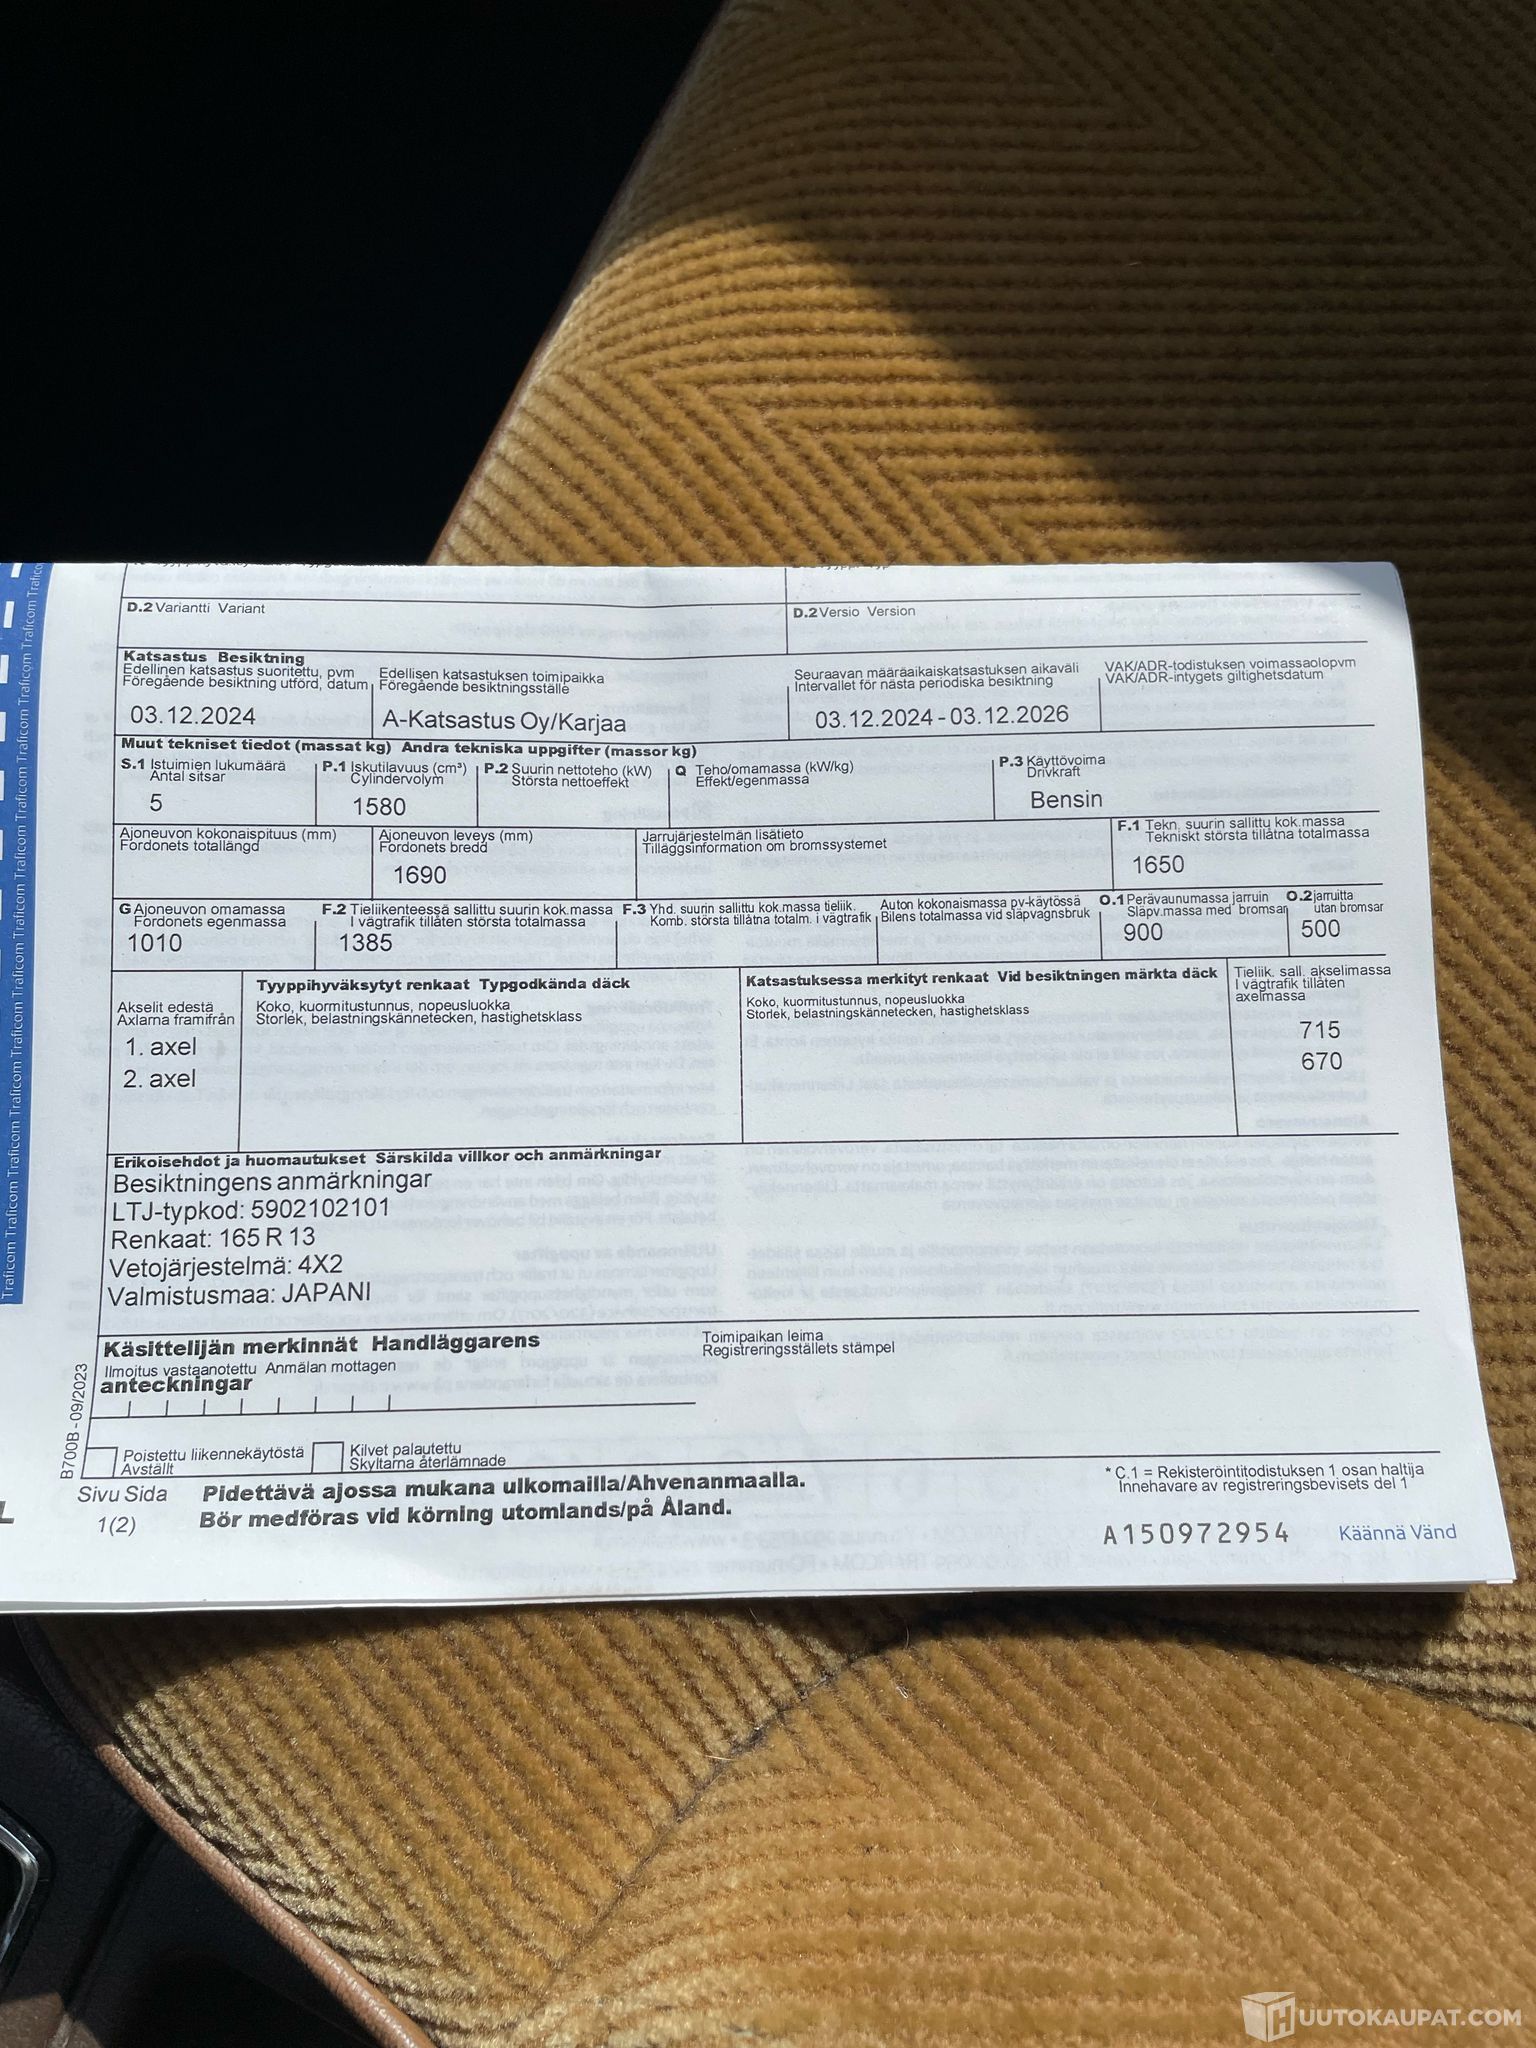 D.2 Variantti Variant
D.2 Versio Version
Katsastus Besiktning
Edellinen katsastus suoritettu, pvm
Föregående besiktning utförd, datum
03.12.2024
Edellisen katsastuksen toimipaikka
Föregående besiktningsställe
A-Katsastus Oy/Karjaa
Seuraavan määräaikaiskatsastuksen aikaväli
Intervallet för nästa periodiska besiktning
03.12.2024 - 03.12.2026
VAK/ADR-todistuksen voimassaolopvm
VAK/ADR-intygets giltighetsdatum
Muut tekniset tiedot (massat kg) Andra tekniska uppgifter (massor kg)
S.1 Istuimien lukumäärä
Antal sitsar
5
P.1 Iskutilavuus (cm³)
Cylindervolym
1580
P.2 Suurin nettoteho (kW)
Största nettoeffekt
Q Teho/omamassa (kW/kg)
Effekt/egenmassa
P.3 Käyttövoima
Drivkraft
Bensin
Ajoneuvon kokonaispituus (mm)
Fordonets totallängd
Ajoneuvon leveys (mm)
Fordonets bredd
1690
Jarrujärjestelmän lisätieto
Tilläggsinformation om bromssystemet
F.1 Tekn. suurin sallittu kok.massa
Tekniskt största tillåtna totalmassa
1650
G Ajoneuvon omamassa
Fordonets egenmassa
1010
F.2 Tieliikenteessä sallittu suurin kok.massa
I vägtrafik tillåten största totalmassa
1385
F.3 Yhd. suurin sallittu kok.massa tieliik.
Komb. största tillåtna totalm. i vägtrafik
Auton kokonaismassa pv-käytössä
Bilens totalmassa vid släpvagnsbruk
O.1 Perävaunumassa jarruin
Släpv.massa med bromsar
900
O.2 jarruitta
utan bromsar
500
Akselit edestä
Axlarna framifrån
1. axel
2. axel
Tyyppihyväksytyt renkaat Typgodkända däck
Koko, kuormitustunnus, nopeusluokka
Storlek, belastningskännetecken, hastighetsklass
Katsastuksessa merkityt renkaat Vid besiktningen märkta däck
Koko, kuormitustunnus, nopeusluokka
Storlek, belastningskännetecken, hastighetsklass
Tieliik. sall. akselimassa
I vägtrafik tillåten
axelmassa
715
670
Erikoisehdot ja huomautukset Särskilda villkor och anmärkningar
Besiktningens anmärkningar
LTJ-typkod: 5902102101
Renkaat: 165 R 13
Vetojärjestelmä: 4X2
Valmistusmaa: JAPANI
Käsittelijän merkinnät Handläggarens
Ilmoitus vastaanotettu Anmälan mottagen
anteckningar
Toimipaikan leima
Registreringsställets stämpel
Poistettu liikennekäytöstä
Avställt
Kilvet palautettu
Skyltarna återlämnade
B700B - 09/2023
Sivu Sida
1(2)
Pidettävä ajossa mukana ulkomailla/Ahvenanmaalla.
Bör medföras vid körning utomlands/på Åland.
* C.1 = Rekisteröintitodistuksen 1 osan haltija
Innehavare av registreringsbevisets del 1
A150972954
Käännä Vänd
Traficom Traficom Traficom Traficom Traficom Traficom Traficom Traficom Traficom Traficom
HUUTOKAUPAT.COM